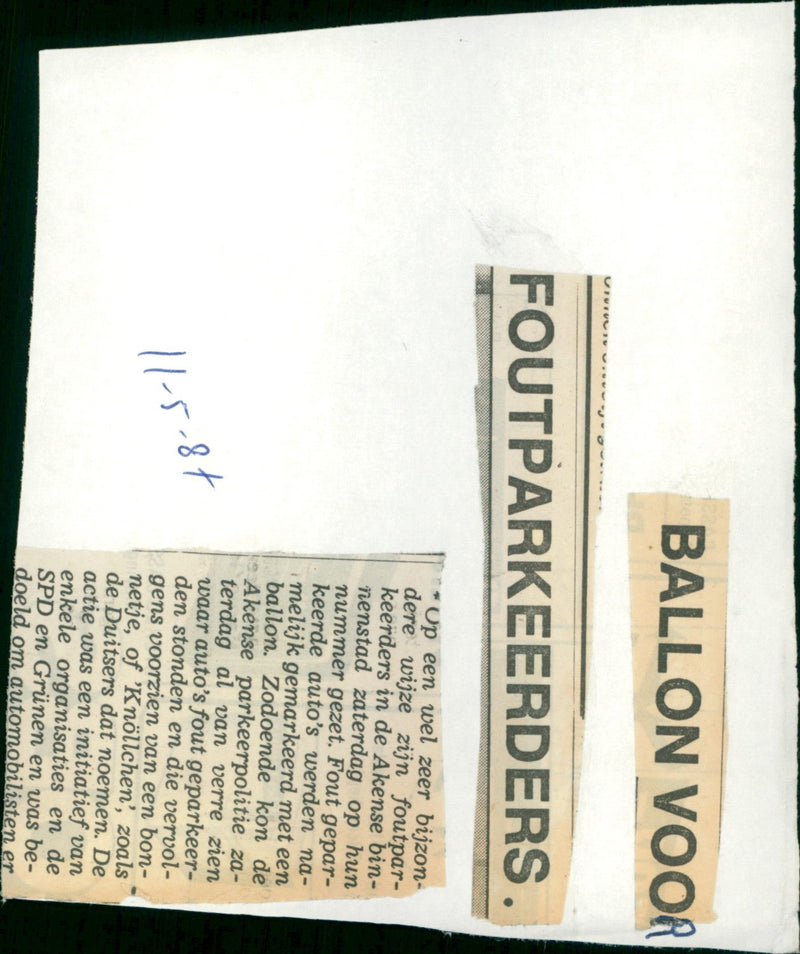 BALLON VOOR
FOUTPARKEERDERS.
Op een wel zeer bijzon-
dere wijze zijn foutpar-
keerders in de Akense bin-
nenstad zaterdag op hun
nummer gezet. Fout gepar-
keerde auto's werden na-
melijk gemarkeerd met een
ballon. Zodoende kon de
Akense parkeerpolitie za-
terdag al van verre zien
waar auto's fout geparkeer-
den stonden en die vervol-
gens voorzien van een bon-
netje, of 'Knöllchen', zoals
de Duitsers dat noemen. De
actie was een initiatief van
enkele organisaties en de
SPD en Grünen en was be-
doeld om automobilisten er
11-5-87